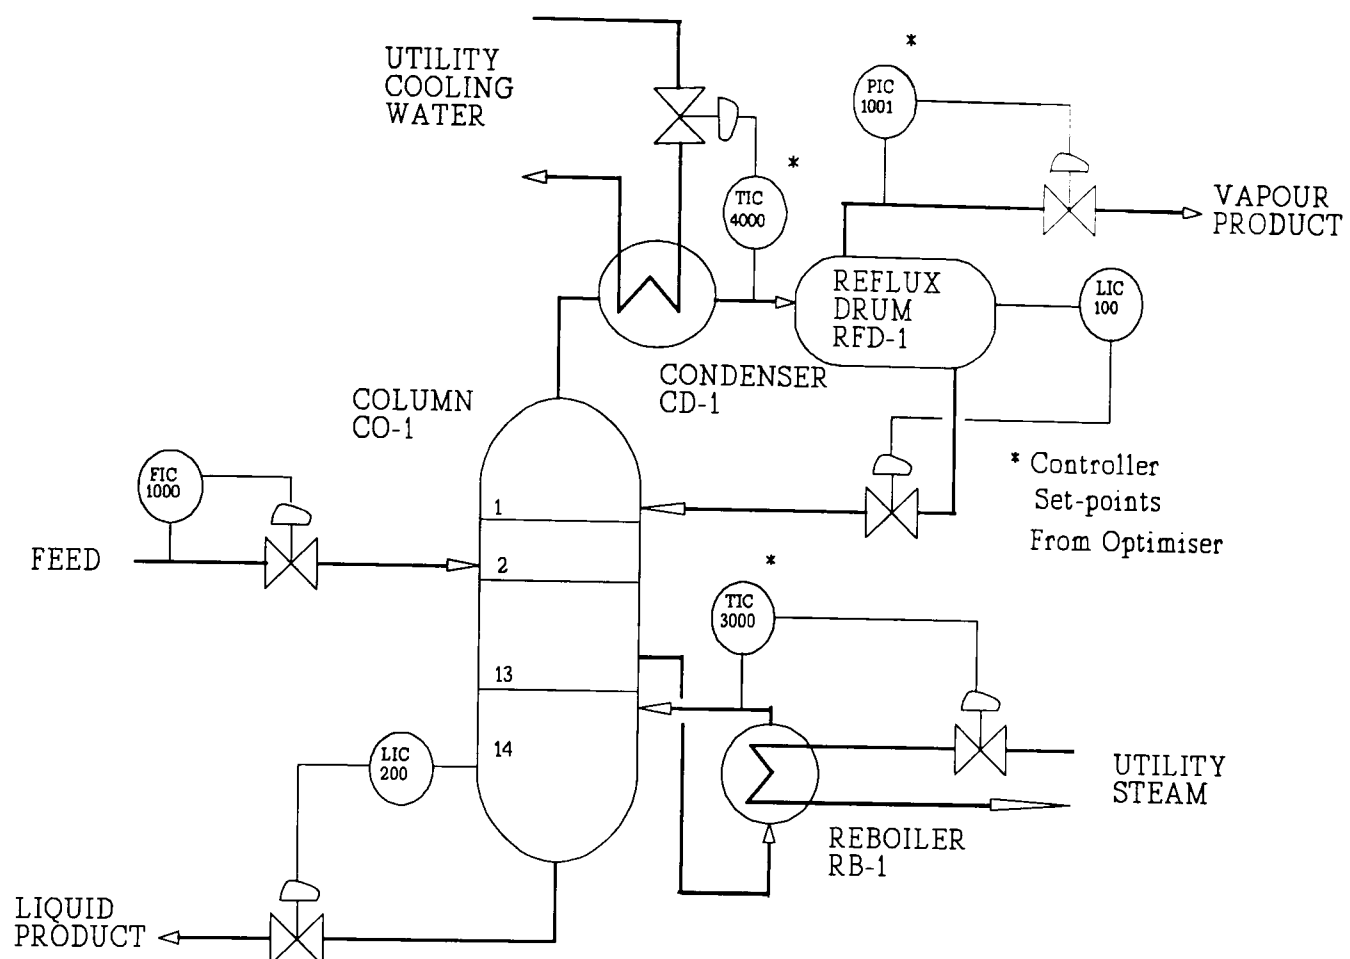 UTILITY
COOLING
WATER
*
PIC
1001
*
TIC
4000
VAPOUR
PRODUCT
REFLUX
DRUM
RFD-1
LIC
100
CONDENSER
CD-1
COLUMN
CO-1
* Controller
Set-points
From Optimiser
FIC
1000
FEED
1
2
13
14
*
TIC
3000
LIC
200
UTILITY
STEAM
REBOILER
RB-1
LIQUID
PRODUCT